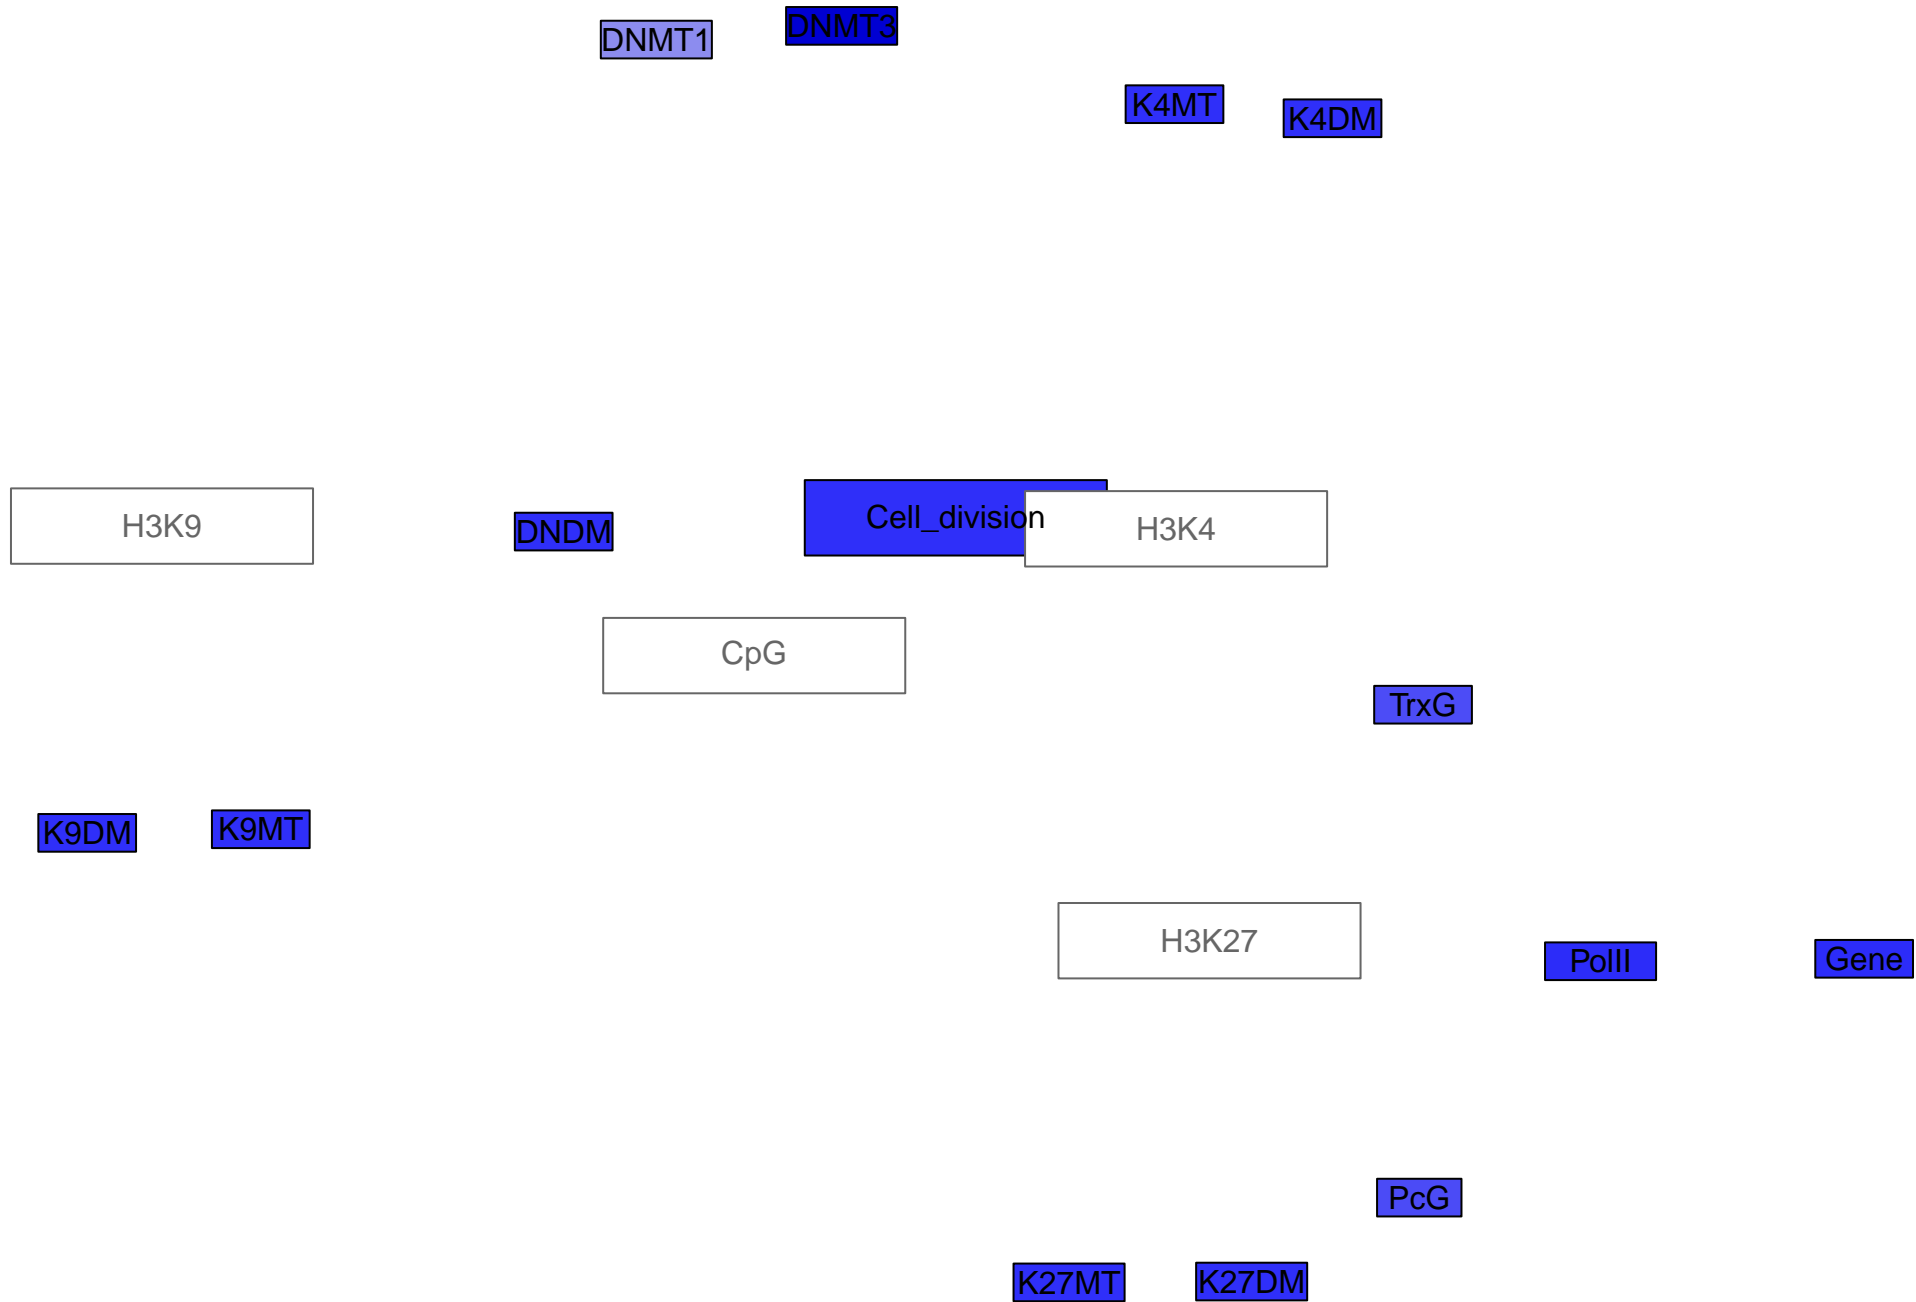 DNMT1
DNMT3
K4MT
K4DM
H3K9
DNDM
Cell_division
H3K4
CpG
TrxG
K9DM
K9MT
H3K27
PolII
Gene
PcG
K27MT
K27DM